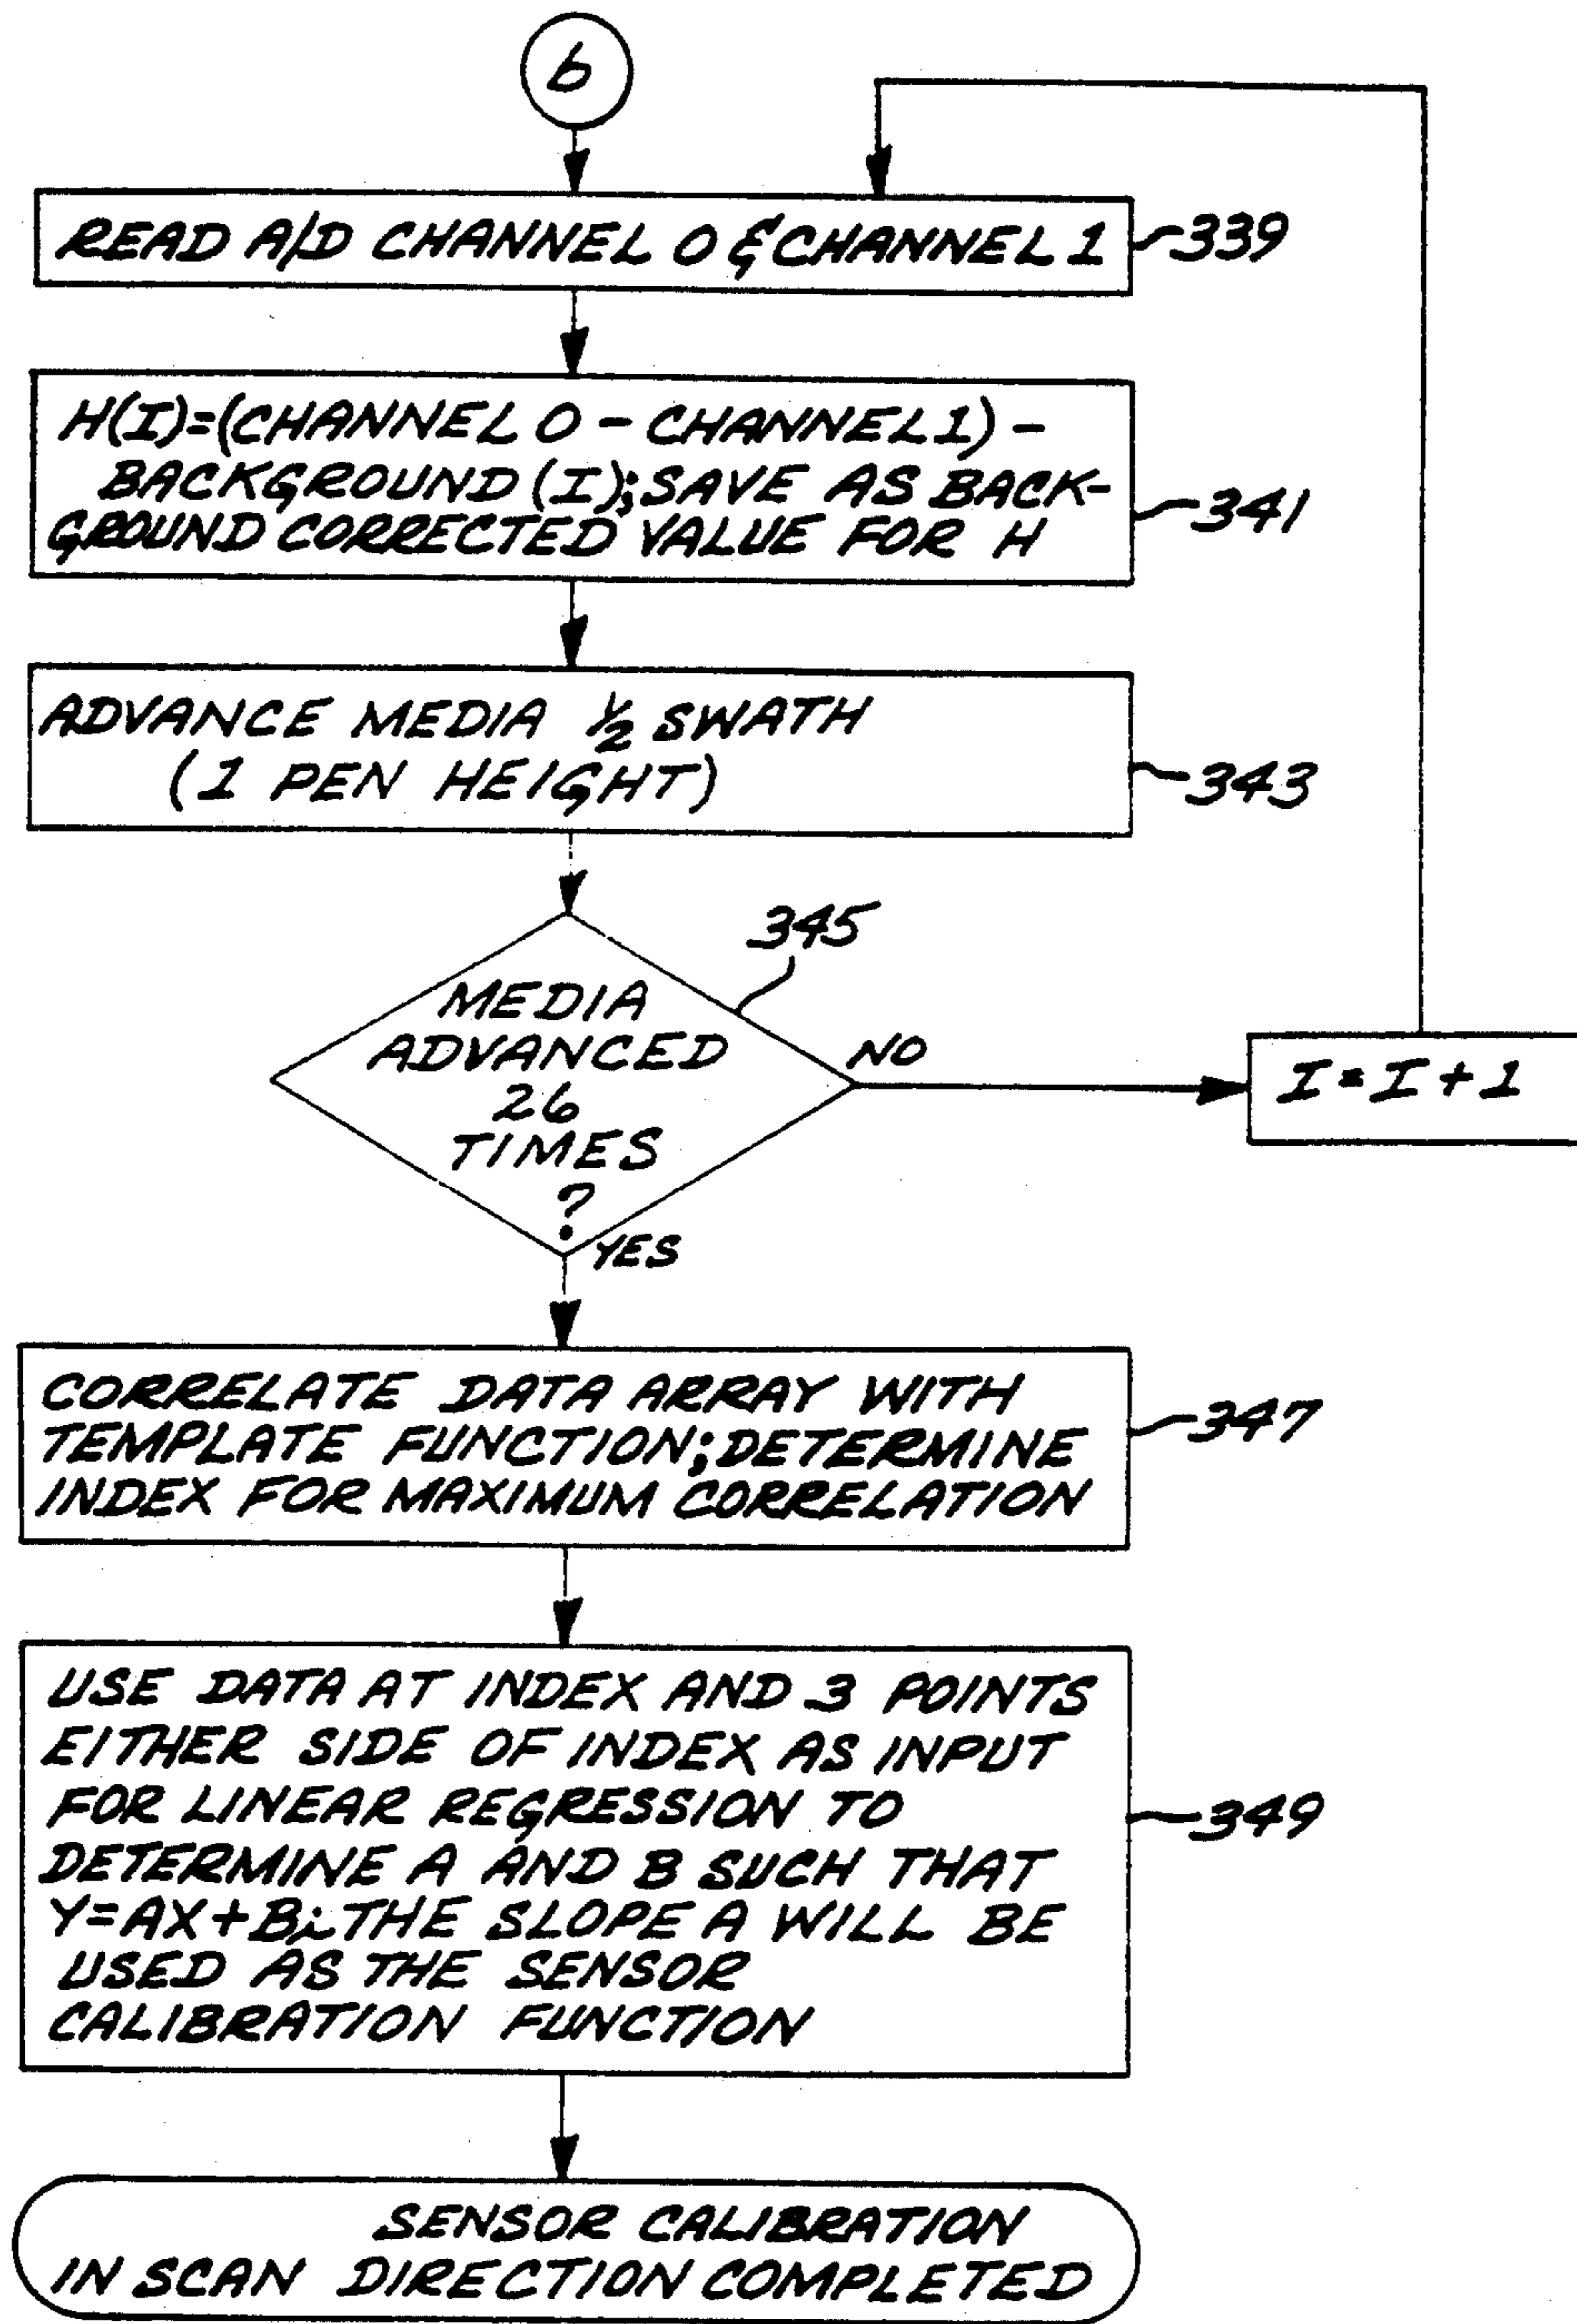 b
READ A/D CHANNEL 0 & CHANNEL 1
339
H(I)=(CHANNEL 0 - CHANNEL 1) -
BACKGROUND (I); SAVE AS BACK-
GROUND CORRECTED VALUE FOR H
341
ADVANCE MEDIA ½ SWATH
(1 PEN HEIGHT)
343
345
MEDIA
ADVANCED
26
TIMES
?
NO
I = I + 1
YES
CORRELATE DATA ARRAY WITH
TEMPLATE FUNCTION; DETERMINE
INDEX FOR MAXIMUM CORRELATION
347
USE DATA AT INDEX AND 3 POINTS
EITHER SIDE OF INDEX AS INPUT
FOR LINEAR REGRESSION TO
DETERMINE A AND B SUCH THAT
Y=AX+B; THE SLOPE A WILL BE
USED AS THE SENSOR
CALIBRATION FUNCTION
349
SENSOR CALIBRATION
IN SCAN DIRECTION COMPLETED